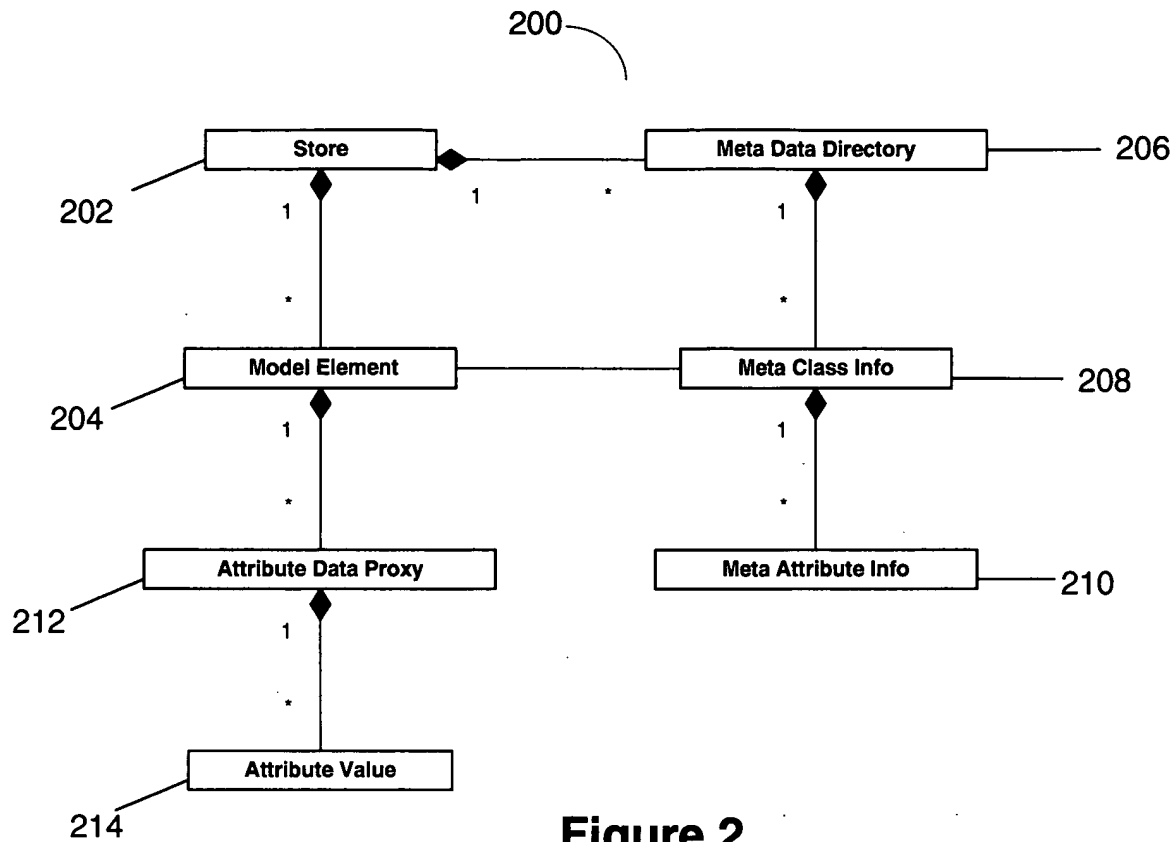 200
Store
Meta Data Directory
206
202
1
1
*
1
*
*
Model Element
Meta Class Info
208
204
1
1
*
*
Attribute Data Proxy
Meta Attribute Info
210
212
1
*
Attribute Value
214
Figure 2